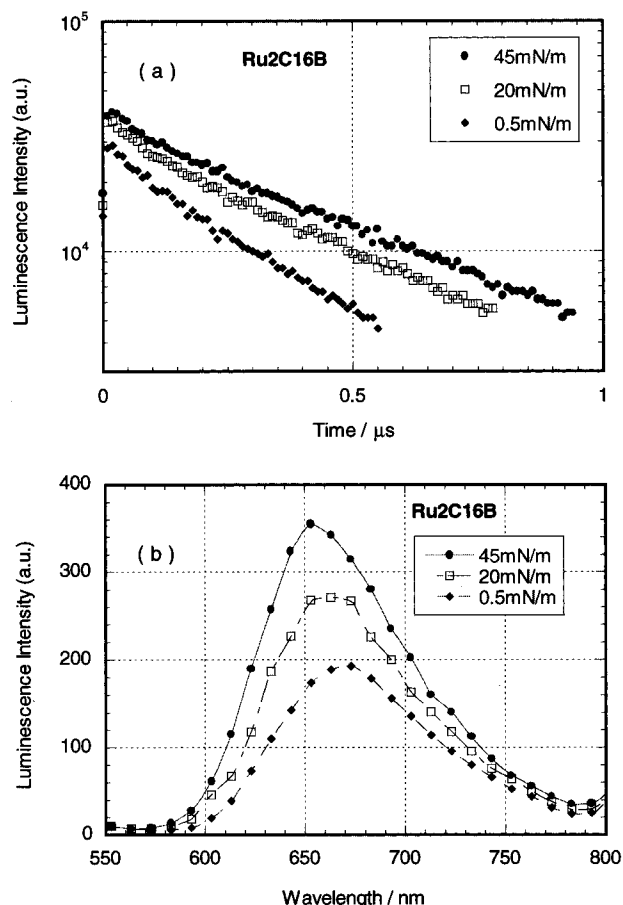 10^5
Ru2C16B
( a )
45mN/m
20mN/m
0.5mN/m
10^4
Luminescence Intensity (a.u.)
0
0.5
1
Time / μs
400
Ru2C16B
( b )
45mN/m
20mN/m
0.5mN/m
300
200
100
0
Luminescence Intensity (a.u.)
550
600
650
700
750
800
Wavelength / nm